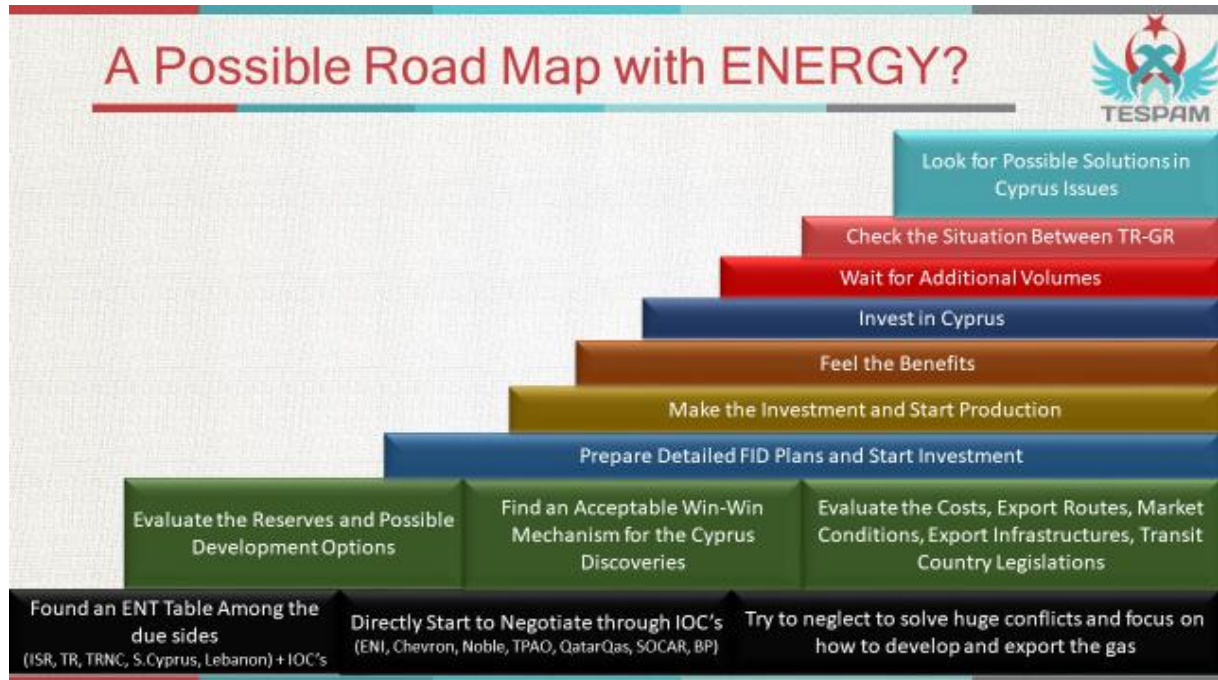 A Possible Road Map with ENERGY?
TESPAM
Look for Possible Solutions in
Cyprus Issues
Check the Situation Between TR-GR
Wait for Additional Volumes
Invest in Cyprus
Feel the Benefits
Make the Investment and Start Production
Prepare Detailed FID Plans and Start Investment
Evaluate the Reserves and Possible
Development Options
Find an Acceptable Win-Win
Mechanism for the Cyprus
Discoveries
Evaluate the Costs, Export Routes, Market
Conditions, Export Infrastructures, Transit
Country Legislations
Found an ENT Table Among the
due sides
(ISR, TR, TRNC, S.Cyprus, Lebanon) + IOC's
Directly Start to Negotiate through IOC's
(ENI, Chevron, Noble, TPAO, QatarQas, SOCAR, BP)
Try to neglect to solve huge conflicts and focus on
how to develop and export the gas